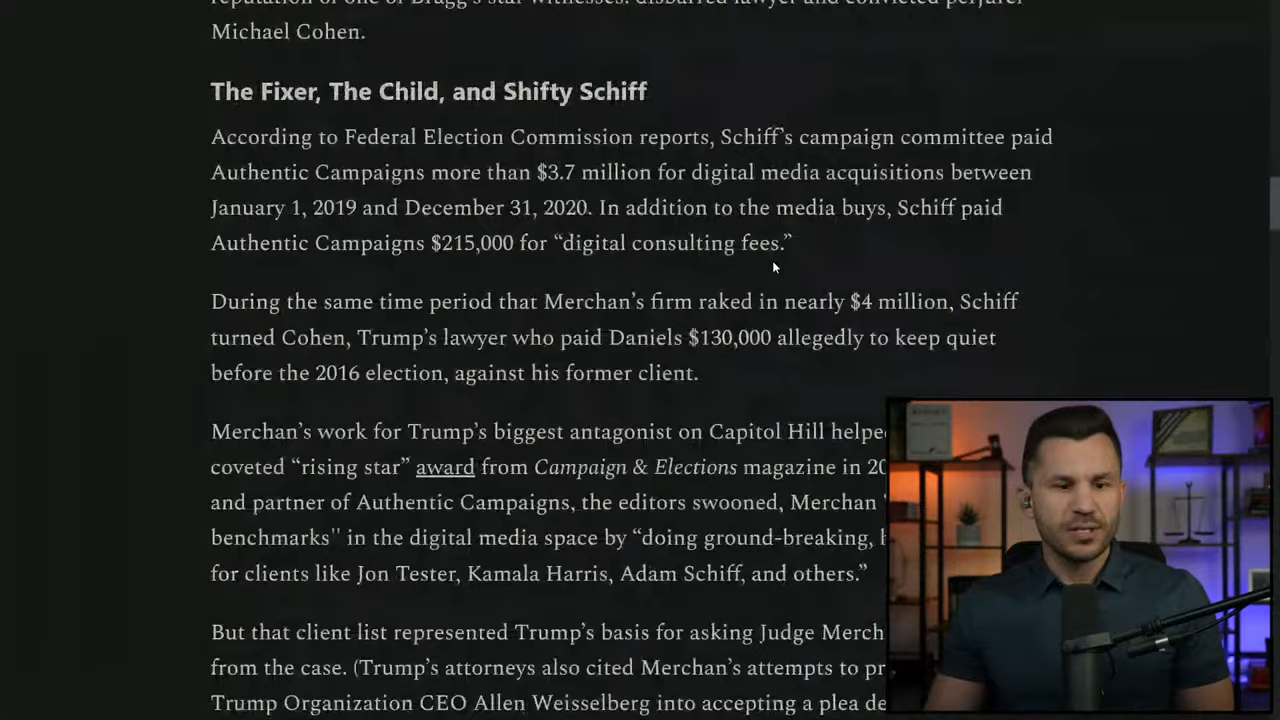 reputation of one of Bragg's star witnesses: disbarred lawyer and convicted perjurer
Michael Cohen.
The Fixer, The Child, and Shifty Schiff
According to Federal Election Commission reports, Schiff’s campaign committee paid
Authentic Campaigns more than $3.7 million for digital media acquisitions between
January 1, 2019 and December 31, 2020. In addition to the media buys, Schiff paid
Authentic Campaigns $215,000 for “digital consulting fees.”
During the same time period that Merchan’s firm raked in nearly $4 million, Schiff
turned Cohen, Trump’s lawyer who paid Daniels $130,000 allegedly to keep quiet
before the 2016 election, against his former client.
Merchan’s work for Trump’s biggest antagonist on Capitol Hill helpe
coveted “rising star” award from Campaign & Elections magazine in 20
and partner of Authentic Campaigns, the editors swooned, Merchan
benchmarks" in the digital media space by “doing ground-breaking,
for clients like Jon Tester, Kamala Harris, Adam Schiff, and others.”
But that client list represented Trump’s basis for asking Judge Merch
from the case. (Trump’s attorneys also cited Merchan’s attempts to pr
Trump Organization CEO Allen Weisselberg into accepting a plea de